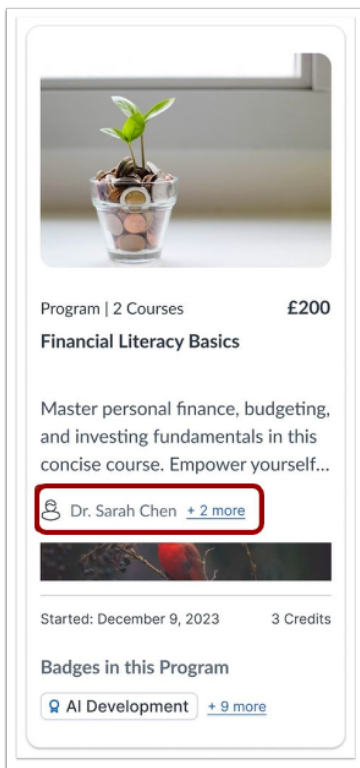 Program | 2 Courses £200
Financial Literacy Basics
Master personal finance, budgeting,
and investing fundamentals in this
concise course. Empower yourself...
Dr. Sarah Chen + 2 more
Started: December 9, 2023 3 Credits
Badges in this Program
AI Development + 9 more